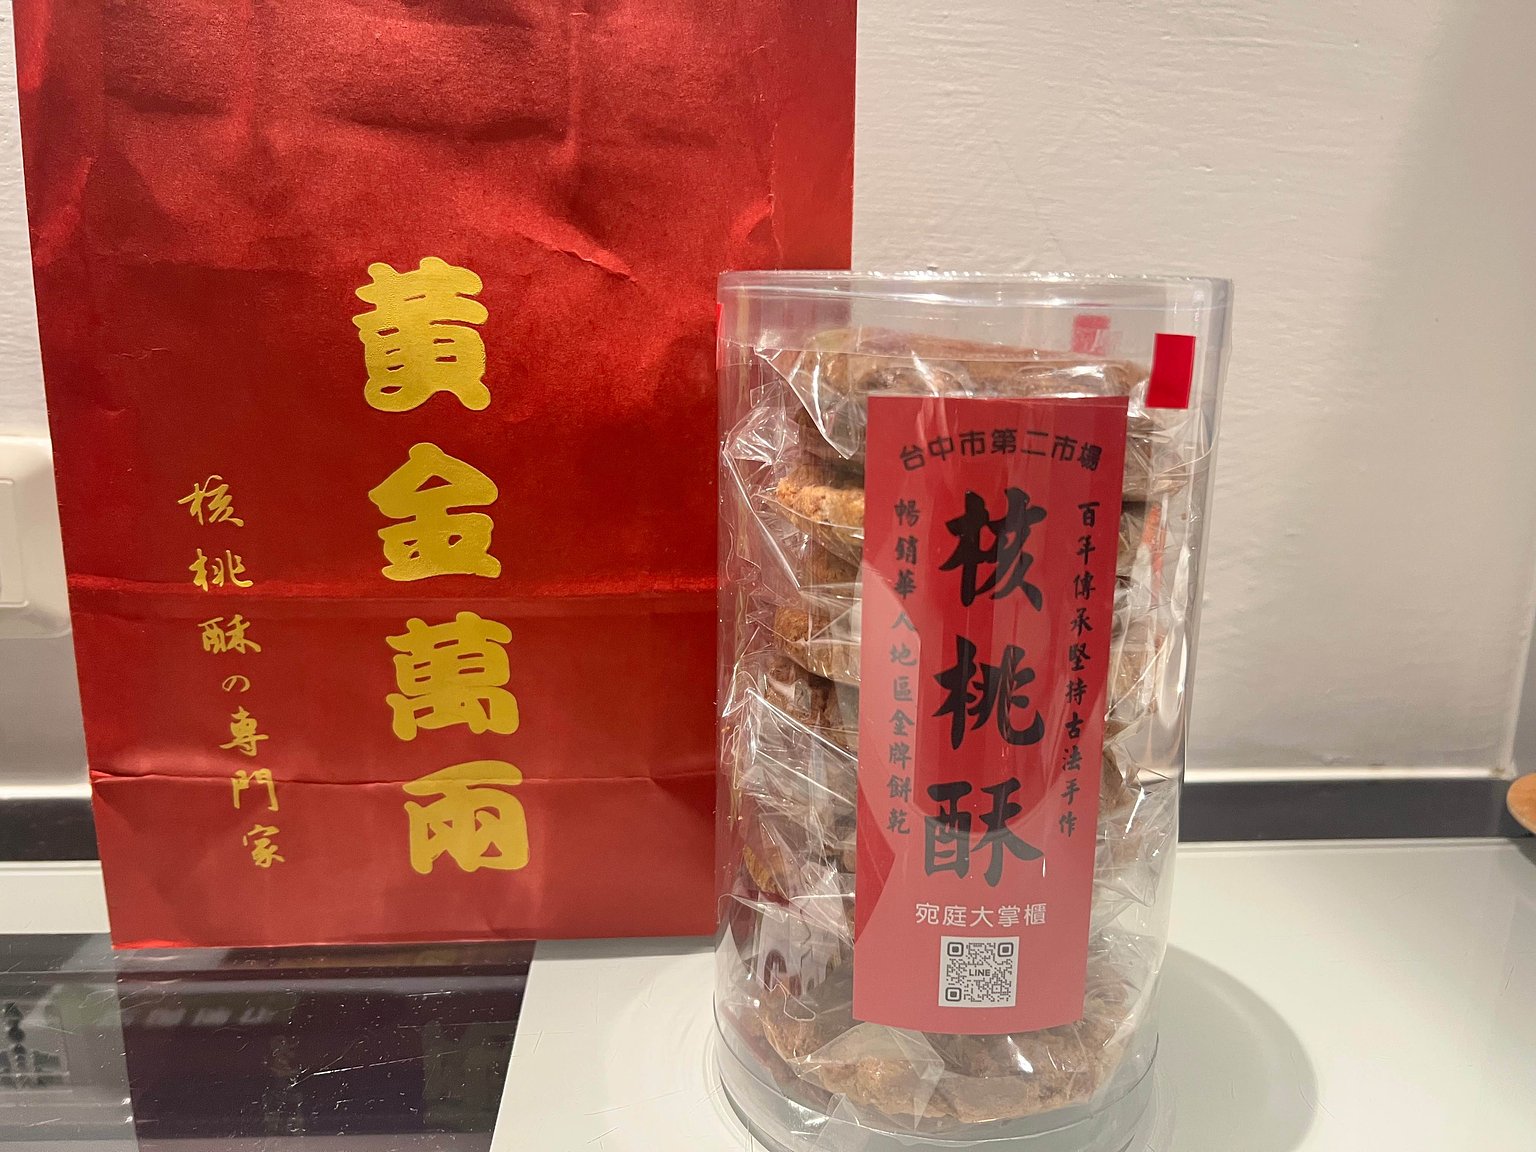 黃金萬兩
核桃酥の専門家
台中市第二市場
百年傳承堅持古法手作
核桃酥
暢銷華人地區金牌餅乾
宛庭大掌櫃
LINE